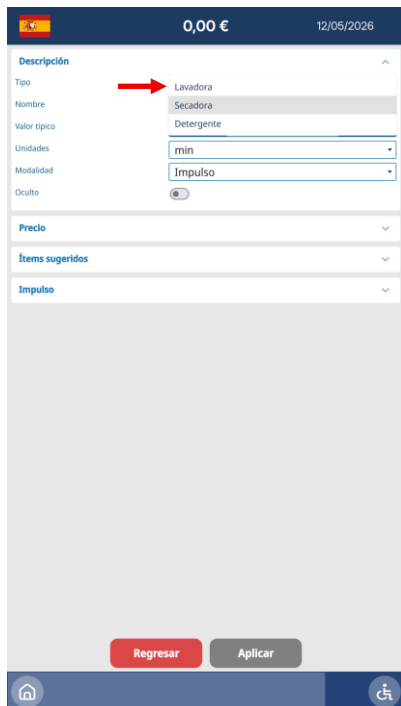 0,00 €
12/05/2026
Descripción
Tipo
Lavadora
Nombre
Secadora
Valor típico
Detergente
Unidades
min
Modalidad
Impulso
Oculto
Precio
Ítems sugeridos
Impulso
Regresar
Aplicar